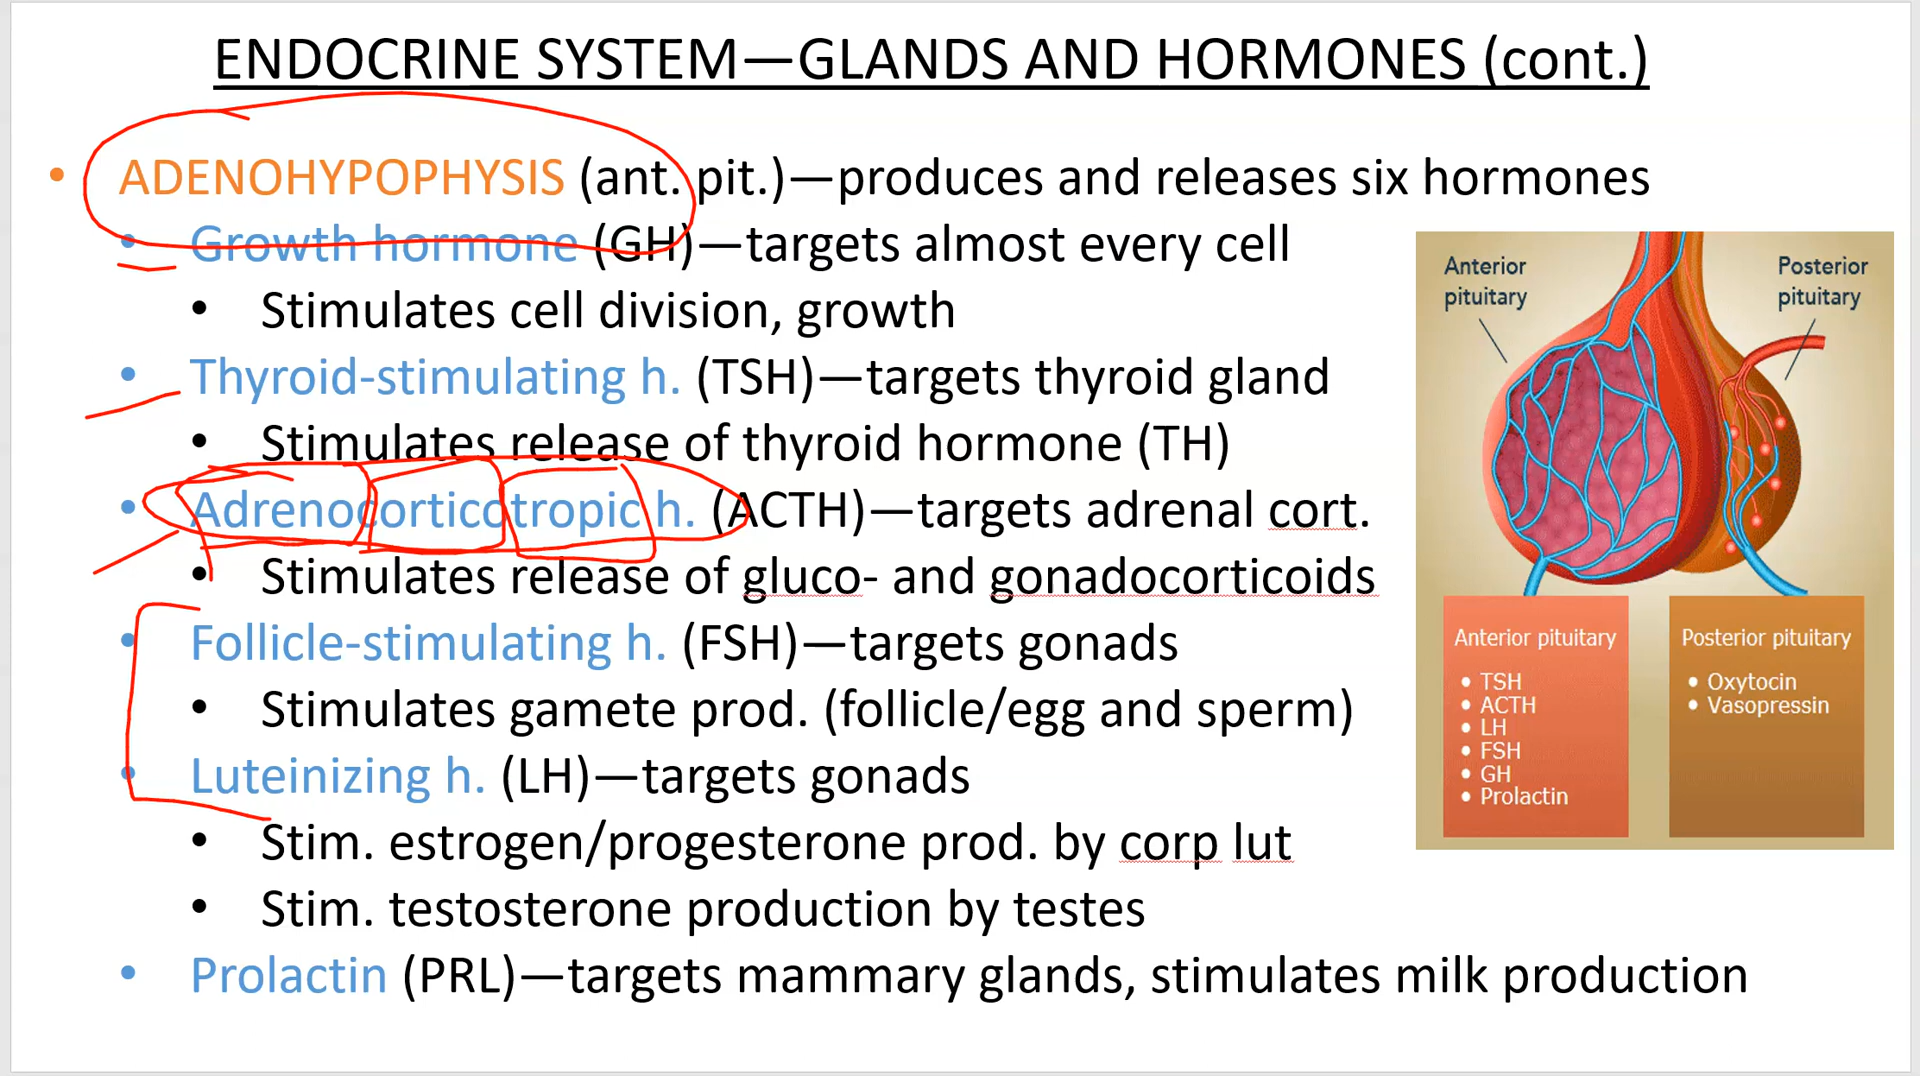 ENDOCRINE SYSTEM—GLANDS AND HORMONES (cont.)
• ADENOHYPOPHYSIS (ant. pit.)—produces and releases six hormones
• Growth hormone (GH)—targets almost every cell
• Stimulates cell division, growth
• Thyroid-stimulating h. (TSH)—targets thyroid gland
• Stimulates release of thyroid hormone (TH)
• Adrenocorticotropic h. (ACTH)—targets adrenal cort.
• Stimulates release of gluco- and gonadocorticoids
• Follicle-stimulating h. (FSH)—targets gonads
• Stimulates gamete prod. (follicle/egg and sperm)
• Luteinizing h. (LH)—targets gonads
• Stim. estrogen/progesterone prod. by corp lut
• Stim. testosterone production by testes
• Prolactin (PRL)—targets mammary glands, stimulates milk production
Anterior
pituitary
Posterior
pituitary
Anterior pituitary
• TSH
• ACTH
• LH
• FSH
• GH
• Prolactin
Posterior pituitary
• Oxytocin
• Vasopressin